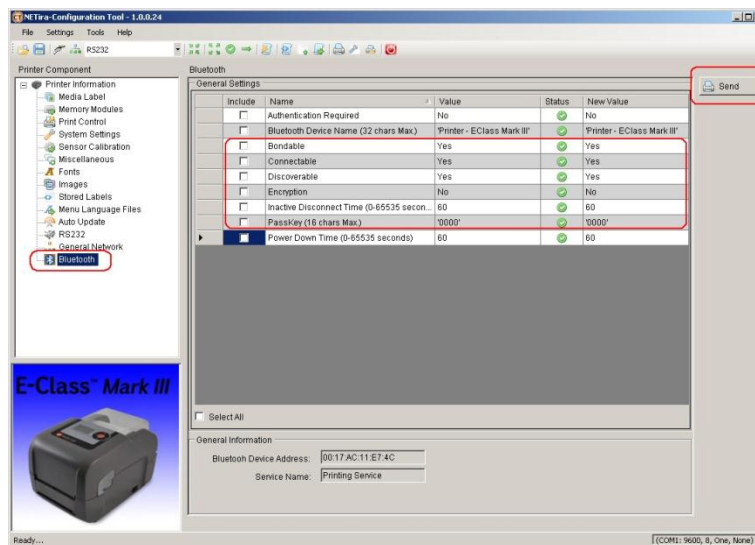 NETira-Configuration Tool - 1.0.0.24
File Settings Tools Help
RS232
Printer Component
Printer Information
Media Label
Memory Modules
Print Control
System Settings
Sensor Calibration
Miscellaneous
Fonts
Images
Stored Labels
Menu Language Files
Auto Update
RS232
General Network
Bluetooth
Bluetooth
General Settings
Include Name Value Status New Value
Authentication Required No No
Bluetooth Device Name (32 chars Max.) 'Printer - EClass Mark III' 'Printer - EClass Mark III'
Bondable Yes Yes
Connectable Yes Yes
Discoverable Yes Yes
Encryption No No
Inactive Disconnect Time (0-65535 secon... 60 60
PassKey (16 chars Max.) '0000' '0000'
Power Down Time (0-65535 seconds) 60 60
Select All
General Information
Bluetooh Device Address: 00:17:AC:11:E7:4C
Service Name: Printing Service
Send
E-Class™ Mark III
Ready...
(COM1: 9600, 8, One, None)